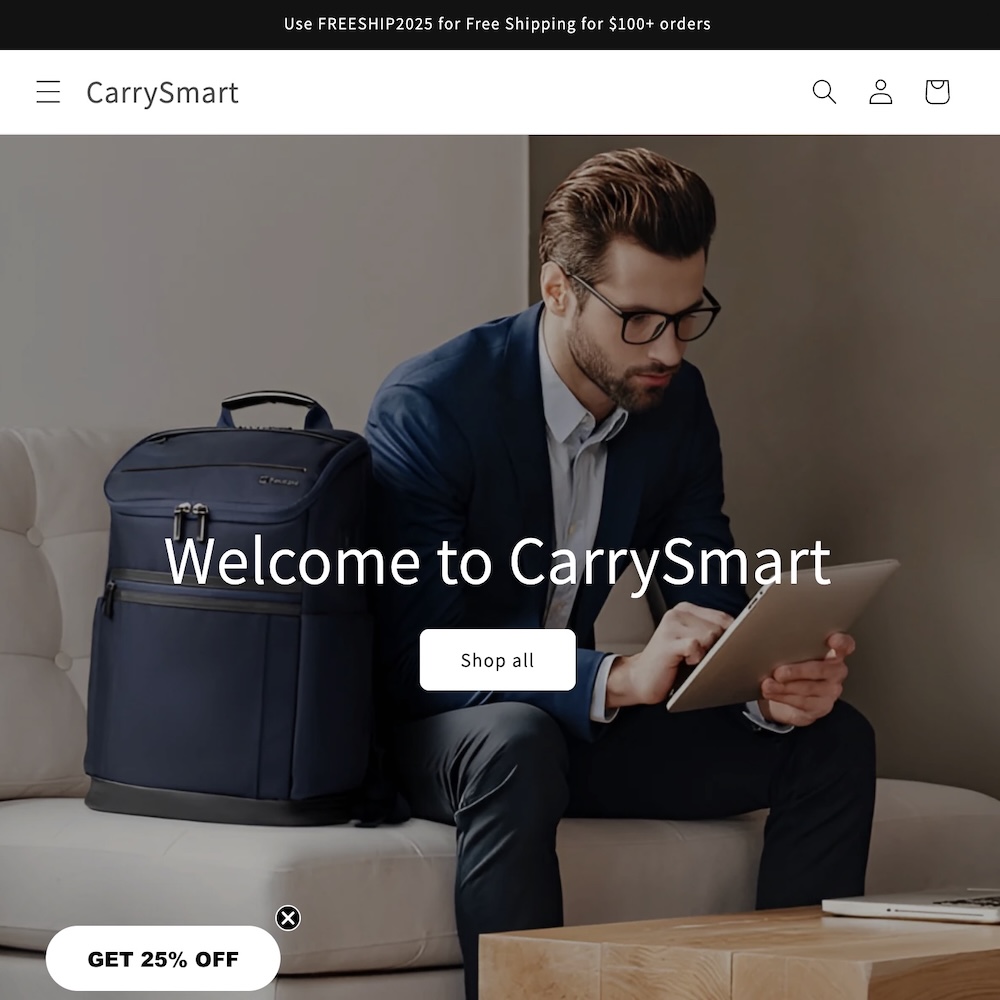 Use FREESHIP2025 for Free Shipping for $100+ orders
CarrySmart
Welcome to CarrySmart
Shop all
GET 25% OFF